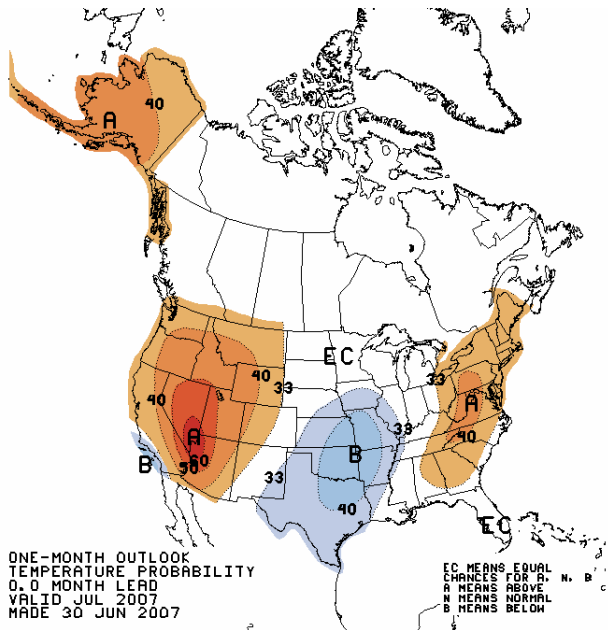 40
A
EC
40
33
33
40
A
A
33
B
B
50
60
33
40
40
EC
ONE-MONTH OUTLOOK
TEMPERATURE PROBABILITY
0.0 MONTH LEAD
VALID JUL 2007
MADE 30 JUN 2007
EC MEANS EQUAL
CHANCES FOR A, N, B
A MEANS ABOVE
N MEANS NORMAL
B MEANS BELOW